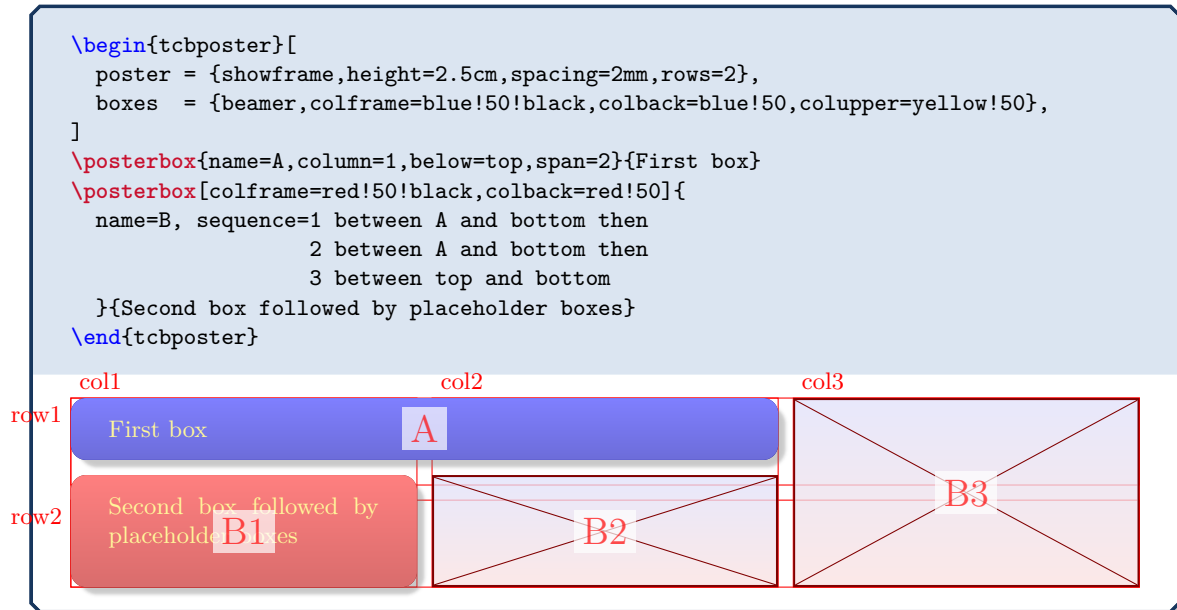 \begin{tcbposter}[
  poster = {showframe,height=2.5cm,spacing=2mm,rows=2},
  boxes  = {beamer,colframe=blue!50!black,colback=blue!50,colupper=yellow!50},
]
\posterbox{name=A,column=1,below=top,span=2}{First box}
\posterbox[colframe=red!50!black,colback=red!50]{
  name=B, sequence=1 between A and bottom then
                   2 between A and bottom then
                   3 between top and bottom
  }{Second box followed by placeholder boxes}
\end{tcbposter}
col1 col2 col3
row1
First box
A
row2
Second box followed by
placeholder boxes
B1
B2
B3